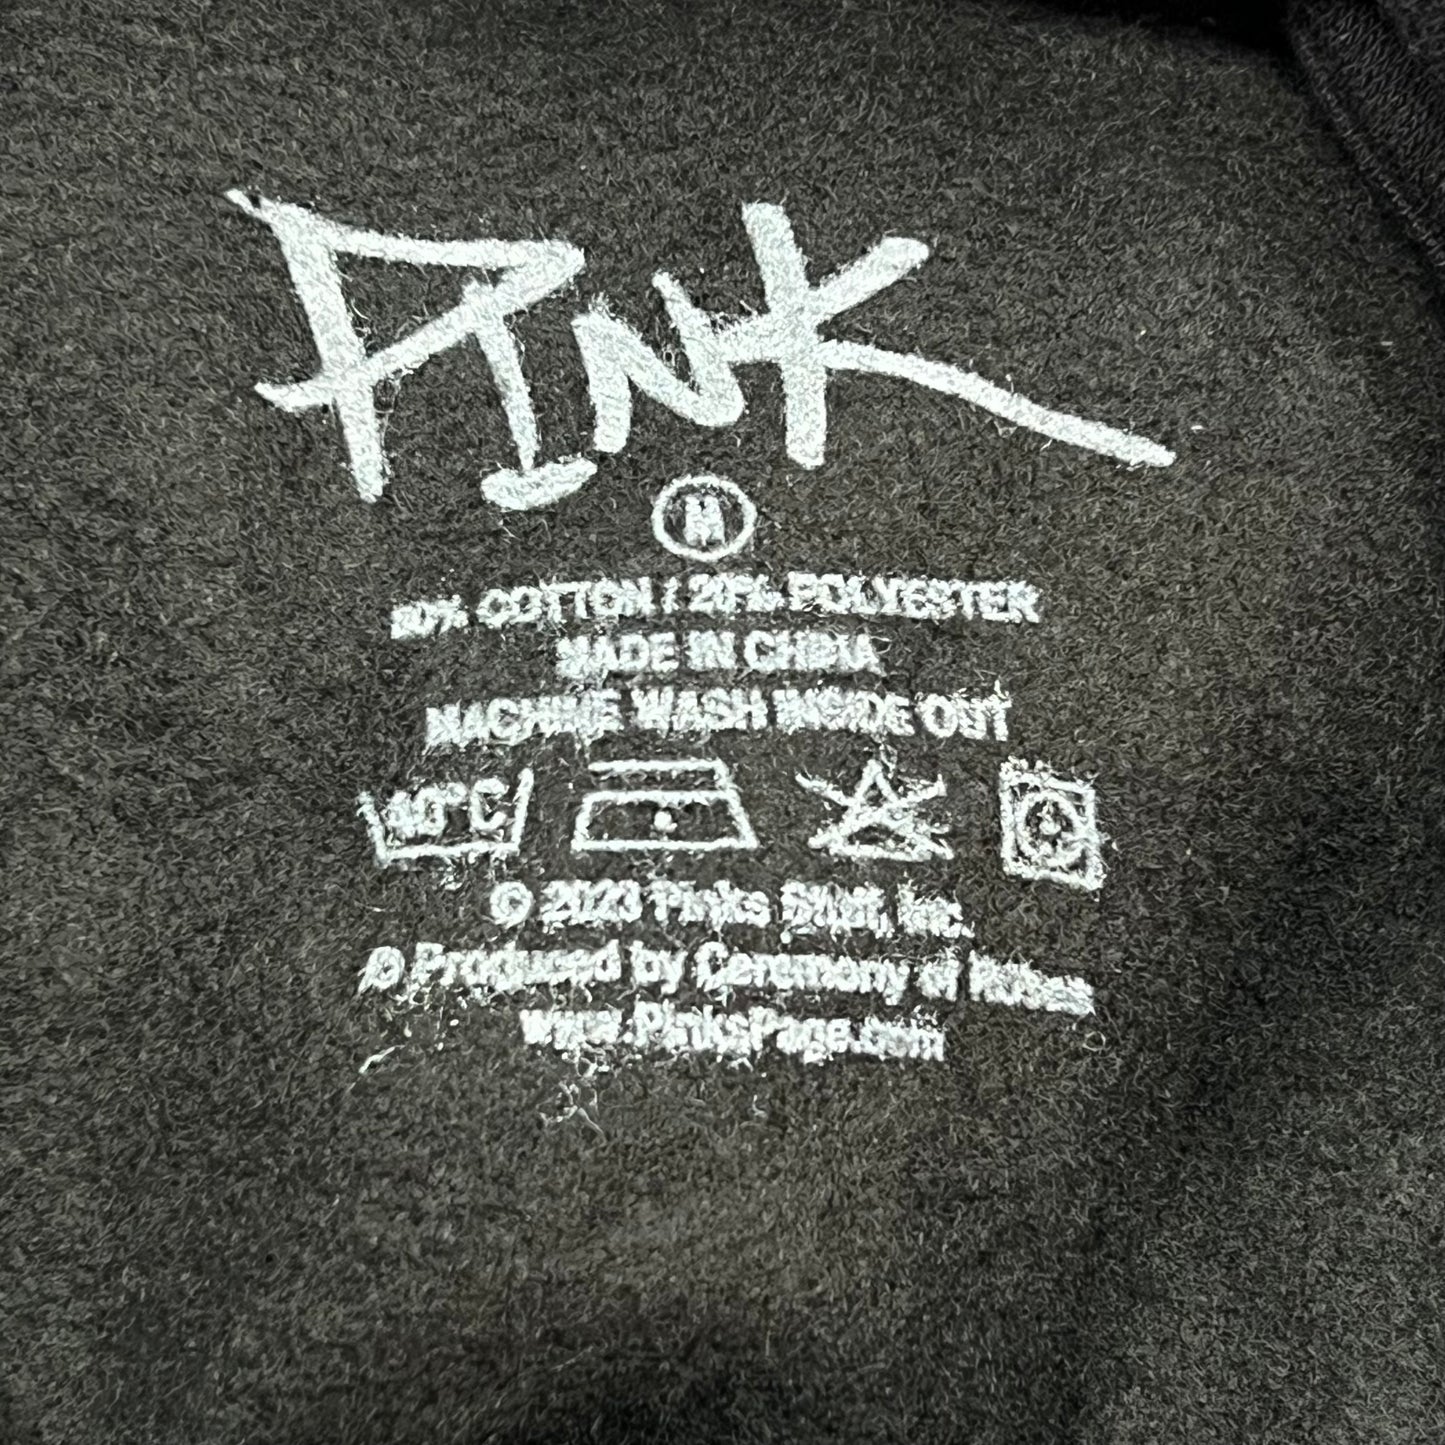 PINK
M
80% COTTON / 20% POLYESTER
MADE IN CHINA
MACHINE WASH INSIDE OUT
40°C
© 2023 Pinks Stuff, Inc.
Produced by Ceremony of Roses
www.PinksPage.com